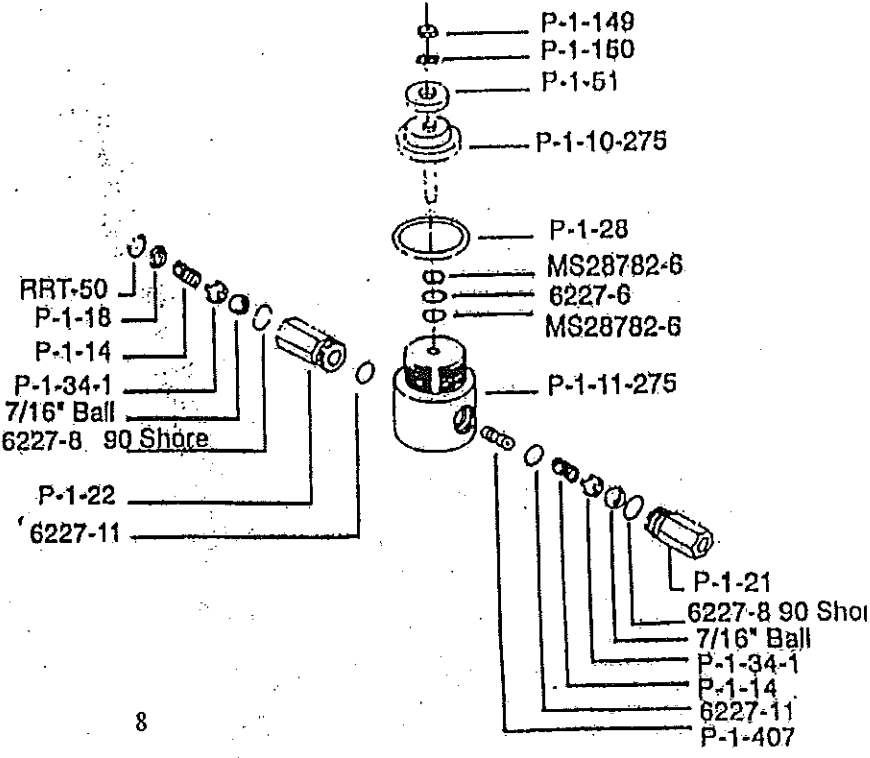 P-1-149
P-1-160
P-1-51
P-1-10-275
P-1-28
MS28782-6
6227-6
MS28782-6
P-1-11-275
RRT-50
P-1-18
P-1-14
P-1-34-1
7/16" Ball
6227-8 90 Shore
P-1-22
6227-11
P-1-21
6227-8 90 Shor
7/16" Ball
P-1-34-1
P-1-14
6227-11
P-1-407
8